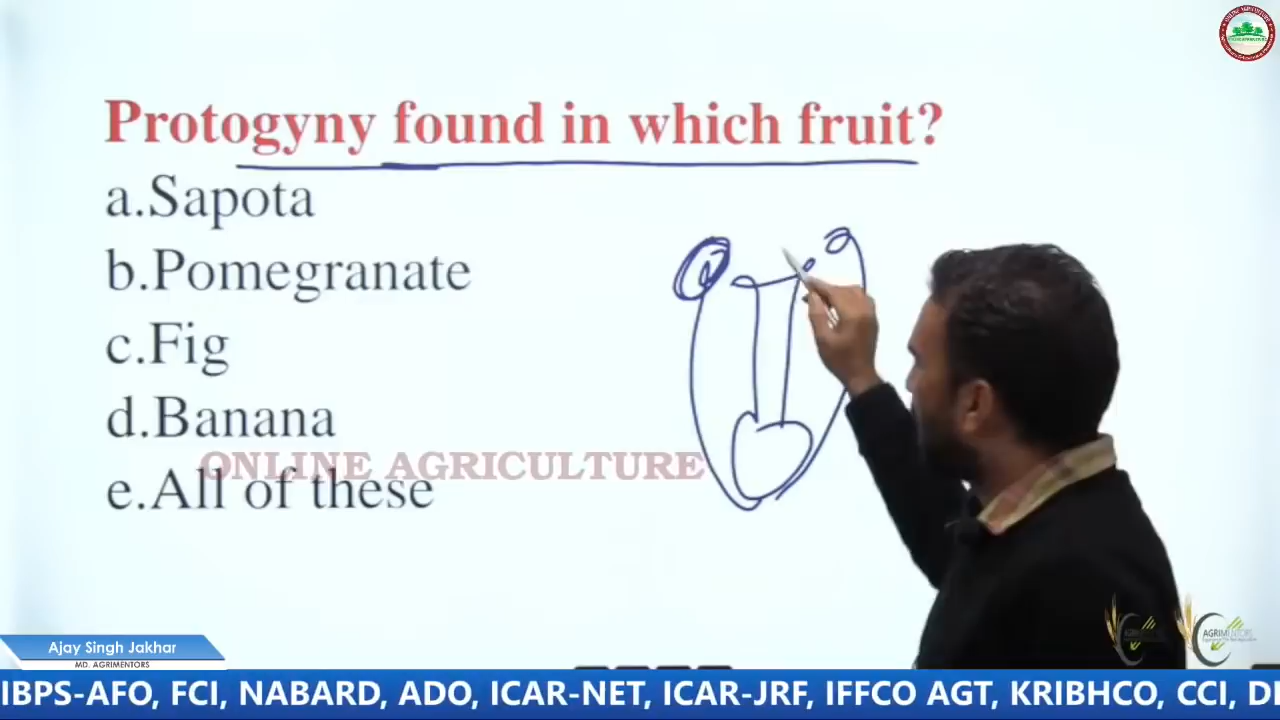 Protogyny found in which fruit?
a.Sapota
b.Pomegranate
c.Fig
d.Banana
ONLINE AGRICULTURE
e.All of these
Ajay Singh Jakhar
MD. AGRIMENTORS
AGRIMENTORS
IBPS-AFO, FCI, NABARD, ADO, ICAR-NET, ICAR-JRF, IFFCO AGT, KRIBHCO, CCI,